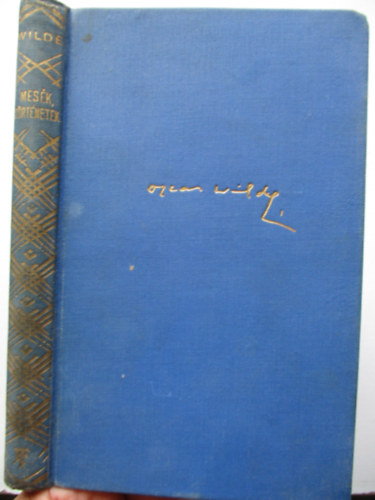 WILDE
MESÉK,
TÖRTÉNETEK
oscar wilde